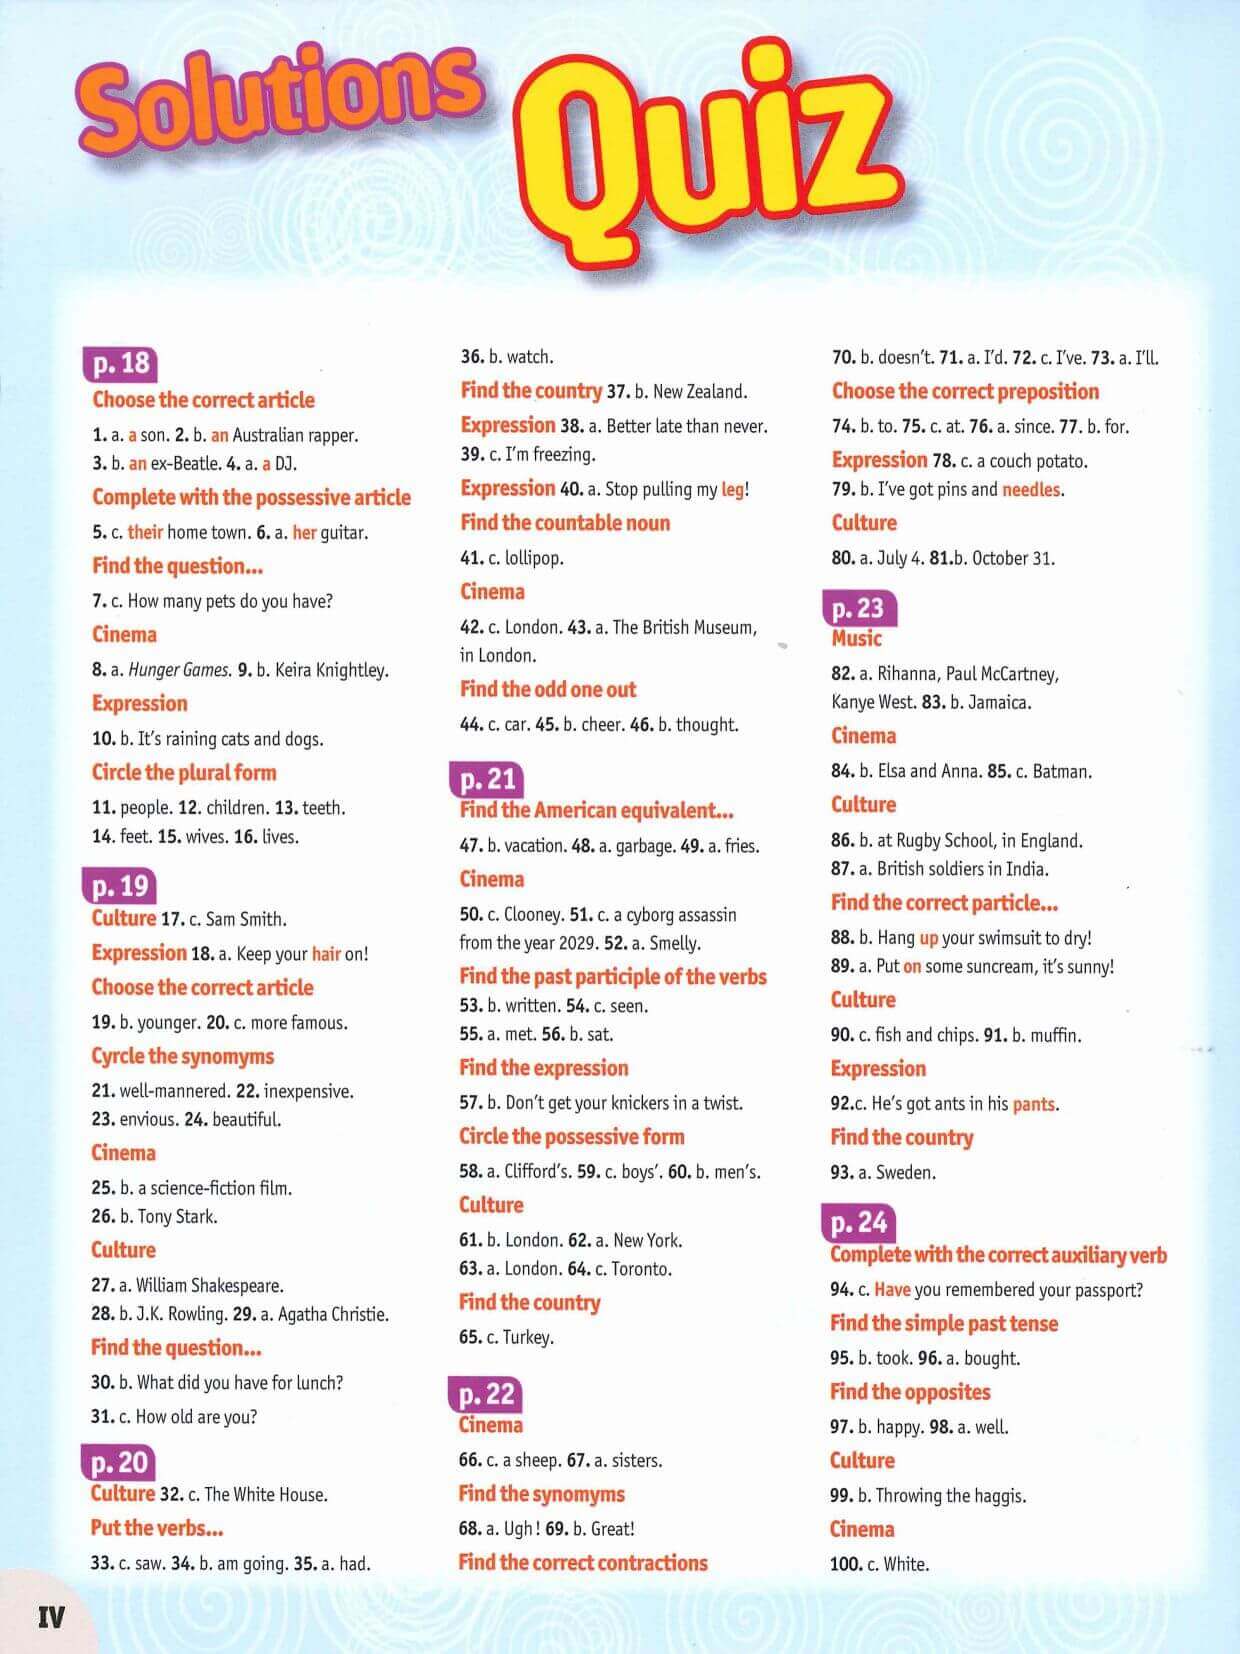 Solutions Quiz
p. 18
Choose the correct article
1. a. a son. 2. b. an Australian rapper.
3. b. an ex-Beatle. 4. a. a DJ.
Complete with the possessive article
5. c. their home town. 6. a. her guitar.
Find the question...
7. c. How many pets do you have?
Cinema
8. a. Hunger Games. 9. b. Keira Knightley.
Expression
10. b. It's raining cats and dogs.
Circle the plural form
11. people. 12. children. 13. teeth.
14. feet. 15. wives. 16. lives.
p. 19
Culture 17. c. Sam Smith.
Expression 18. a. Keep your hair on!
Choose the correct article
19. b. younger. 20. c. more famous.
Cyrcle the synomyms
21. well-mannered. 22. inexpensive.
23. envious. 24. beautiful.
Cinema
25. b. a science-fiction film.
26. b. Tony Stark.
Culture
27. a. William Shakespeare.
28. b. J.K. Rowling. 29. a. Agatha Christie.
Find the question...
30. b. What did you have for lunch?
31. c. How old are you?
p. 20
Culture 32. c. The White House.
Put the verbs...
33. c. saw. 34. b. am going. 35. a. had.
36. b. watch.
Find the country 37. b. New Zealand.
Expression 38. a. Better late than never.
39. c. I'm freezing.
Expression 40. a. Stop pulling my leg!
Find the countable noun
41. c. lollipop.
Cinema
42. c. London. 43. a. The British Museum,
in London.
Find the odd one out
44. c. car. 45. b. cheer. 46. b. thought.
p. 21
Find the American equivalent...
47. b. vacation. 48. a. garbage. 49. a. fries.
Cinema
50. c. Clooney. 51. c. a cyborg assassin
from the year 2029. 52. a. Smelly.
Find the past participle of the verbs
53. b. written. 54. c. seen.
55. a. met. 56. b. sat.
Find the expression
57. b. Don't get your knickers in a twist.
Circle the possessive form
58. a. Clifford's. 59. c. boys'. 60. b. men's.
Culture
61. b. London. 62. a. New York.
63. a. London. 64. c. Toronto.
Find the country
65. c. Turkey.
p. 22
Cinema
66. c. a sheep. 67. a. sisters.
Find the synomyms
68. a. Ugh! 69. b. Great!
Find the correct contractions
70. b. doesn't. 71. a. I'd. 72. c. I've. 73. a. I'll.
Choose the correct preposition
74. b. to. 75. c. at. 76. a. since. 77. b. for.
Expression 78. c. a couch potato.
79. b. I've got pins and needles.
Culture
80. a. July 4. 81.b. October 31.
p. 23
Music
82. a. Rihanna, Paul McCartney,
Kanye West. 83. b. Jamaica.
Cinema
84. b. Elsa and Anna. 85. c. Batman.
Culture
86. b. at Rugby School, in England.
87. a. British soldiers in India.
Find the correct particle...
88. b. Hang up your swimsuit to dry!
89. a. Put on some suncream, it's sunny!
Culture
90. c. fish and chips. 91. b. muffin.
Expression
92.c. He's got ants in his pants.
Find the country
93. a. Sweden.
p. 24
Complete with the correct auxiliary verb
94. c. Have you remembered your passport?
Find the simple past tense
95. b. took. 96. a. bought.
Find the opposites
97. b. happy. 98. a. well.
Culture
99. b. Throwing the haggis.
Cinema
100. c. White.
IV